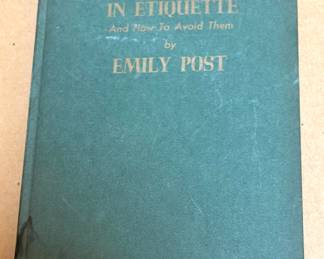 IN ETIQUETTE
And How To Avoid Them
by
EMILY POST